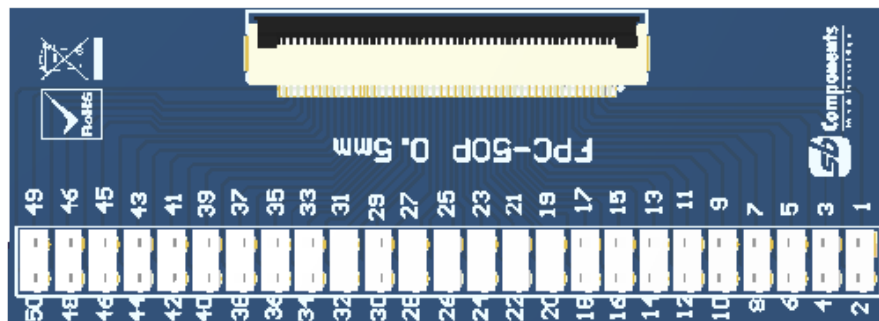 RoHS
sb Components
FPC-50P 0.5mm
49 46 45 43 41 39 37 35 33 31 29 27 25 23 21 19 17 15 13 11 9 7 5 3 1
50 48 46 44 42 40 38 36 34 32 30 28 26 24 22 20 18 16 14 12 10 8 6 4 2